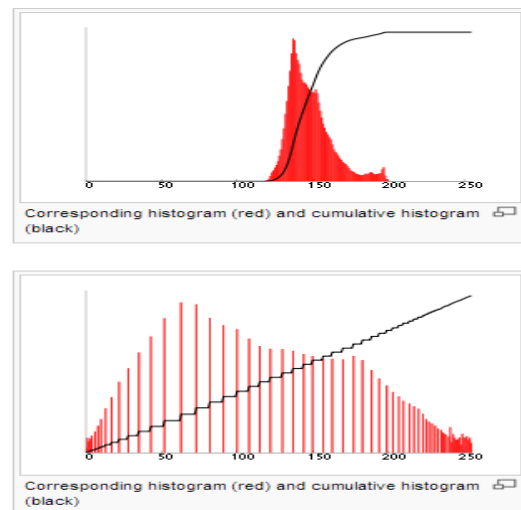 0 50 100 150 200 250
Corresponding histogram (red) and cumulative histogram
(black)
0 50 100 150 200 250
Corresponding histogram (red) and cumulative histogram
(black)